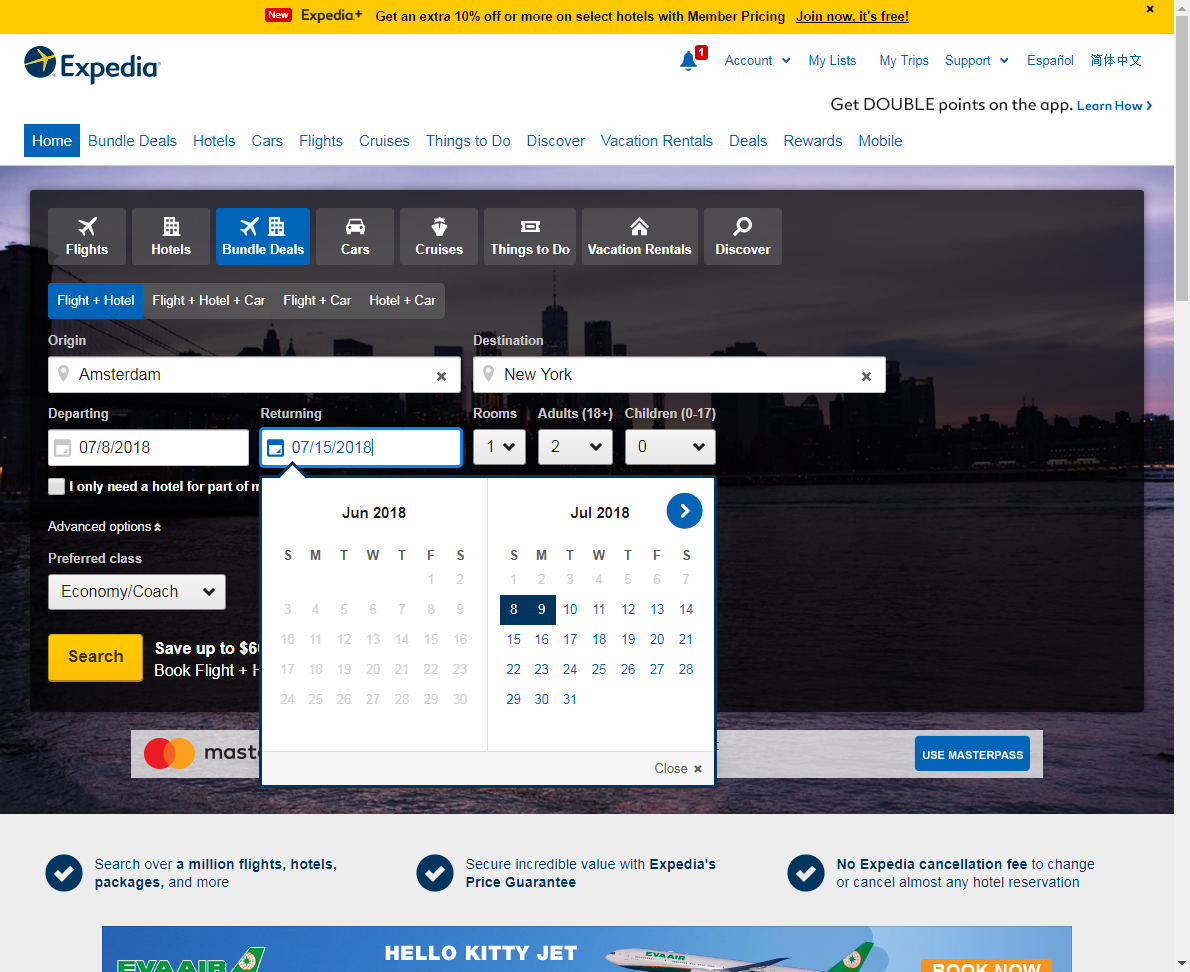 New Expedia+ Get an extra 10% off or more on select hotels with Member Pricing Join now, it's free!
Expedia
1 Account My Lists My Trips Support Español 简体中文
Get DOUBLE points on the app. Learn How
Home Bundle Deals Hotels Cars Flights Cruises Things to Do Discover Vacation Rentals Deals Rewards Mobile
Flights Hotels Bundle Deals Cars Cruises Things to Do Vacation Rentals Discover
Flight + Hotel Flight + Hotel + Car Flight + Car Hotel + Car
Origin Destination
Amsterdam New York
Departing Returning Rooms Adults (18+) Children (0-17)
07/8/2018 07/15/2018 1 2 0
I only need a hotel for part of m
Jun 2018 Jul 2018
Advanced options
S M T W T F S S M T W T F S
Preferred class
1 2 1 2 3 4 5 6 7
Economy/Coach
3 4 5 6 7 8 9 8 9 10 11 12 13 14
10 11 12 13 14 15 16 15 16 17 18 19 20 21
Search
Save up to $6
Book Flight + H
17 18 19 20 21 22 23 22 23 24 25 26 27 28
24 25 26 27 28 29 30 29 30 31
maste
USE MASTERPASS
Close
Search over a million flights, hotels,
packages, and more
Secure incredible value with Expedia's
Price Guarantee
No Expedia cancellation fee to change
or cancel almost any hotel reservation
EVA AIR HELLO KITTY JET EVA AIR
BOOK NOW